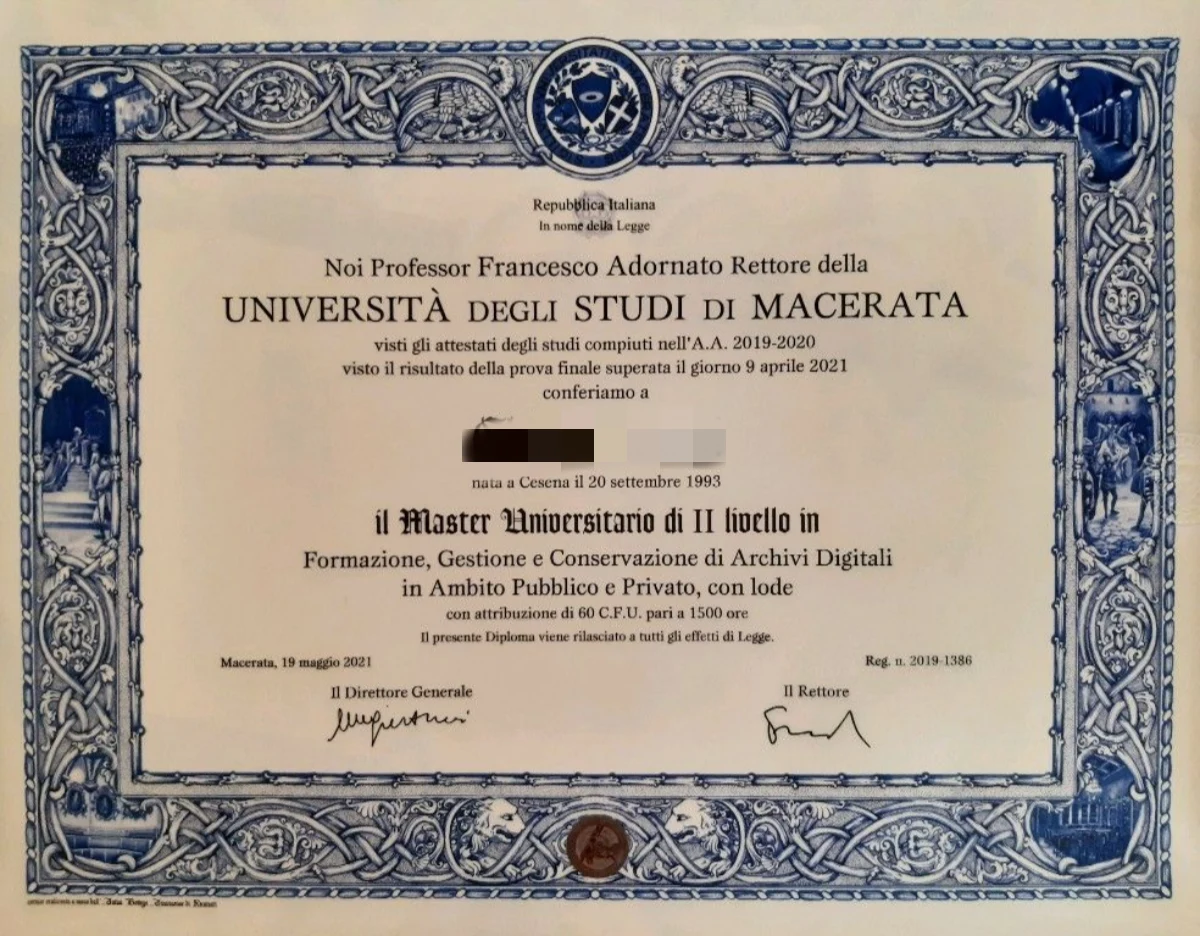 Repubblica Italiana
In nome della Legge
Noi Professor Francesco Adornato Rettore della
UNIVERSITÀ DEGLI STUDI DI MACERATA
visti gli attestati degli studi compiuti nell'A.A. 2019-2020
visto il risultato della prova finale superata il giorno 9 aprile 2021
conferiamo a
nata a Cesena il 20 settembre 1993
il Master Universitario di II livello in
Formazione, Gestione e Conservazione di Archivi Digitali
in Ambito Pubblico e Privato, con lode
con attribuzione di 60 C.F.U. pari a 1500 ore
Il presente Diploma viene rilasciato a tutti gli effetti di Legge.
Macerata, 19 maggio 2021
Reg. n. 2019-1386
Il Direttore Generale
Il Rettore